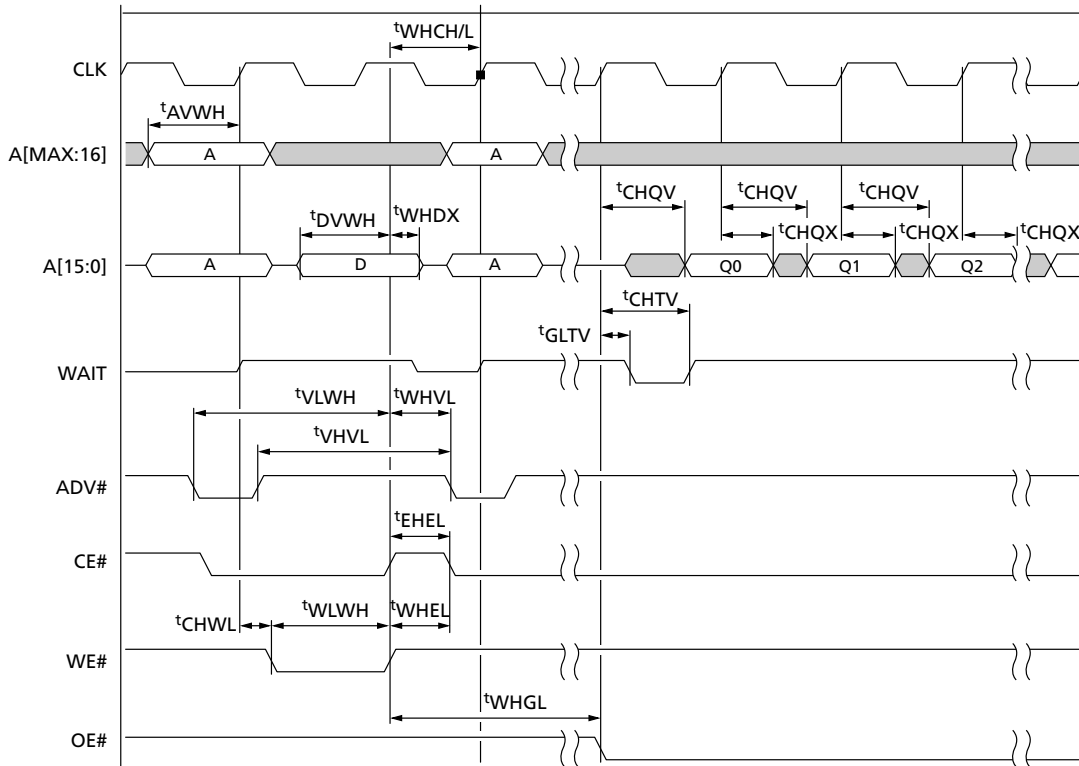 tWHCH/L
CLK
tAVWH
A[MAX:16]
A
A
tCHQV
tCHQV
tCHQV
tDVWH
tWHDX
tCHQX
tCHQX
tCHQX
A[15:0]
A
D
A
Q0
Q1
Q2
tCHTV
tGLTV
WAIT
tVLWH
tWHVL
tVHVL
ADV#
tEHEL
CE#
tWLWH
tWHEL
tCHWL
WE#
tWHGL
OE#